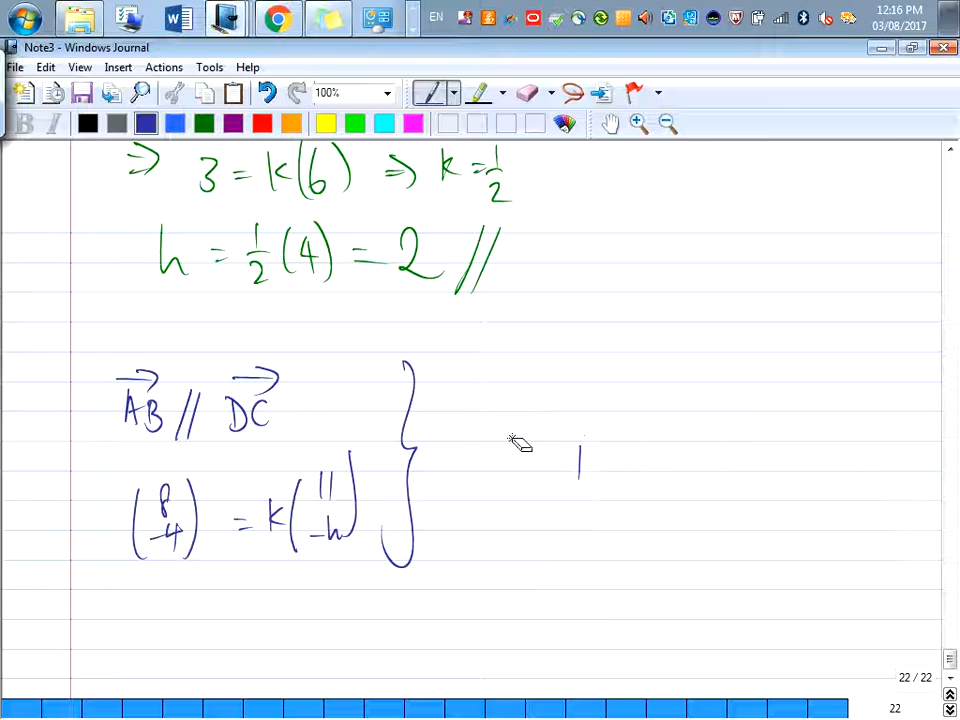 EN
12:16 PM
03/08/2017
Note3 - Windows Journal
File Edit View Insert Actions Tools Help
100%
B I
⇒ 3 = k(6) ⇒ k = 1/2
h = 1/2 (4) = 2 //
AB // DC
(8 -4) = k(11 -h)
22 / 22
22